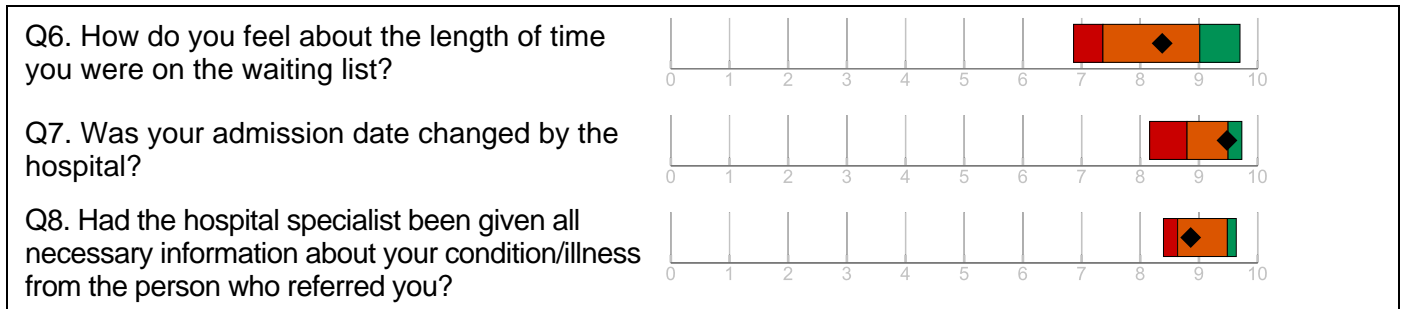 Q6. How do you feel about the length of time
you were on the waiting list?
0 1 2 3 4 5 6 7 8 9 10
Q7. Was your admission date changed by the
hospital?
0 1 2 3 4 5 6 7 8 9 10
Q8. Had the hospital specialist been given all
necessary information about your condition/illness
from the person who referred you?
0 1 2 3 4 5 6 7 8 9 10